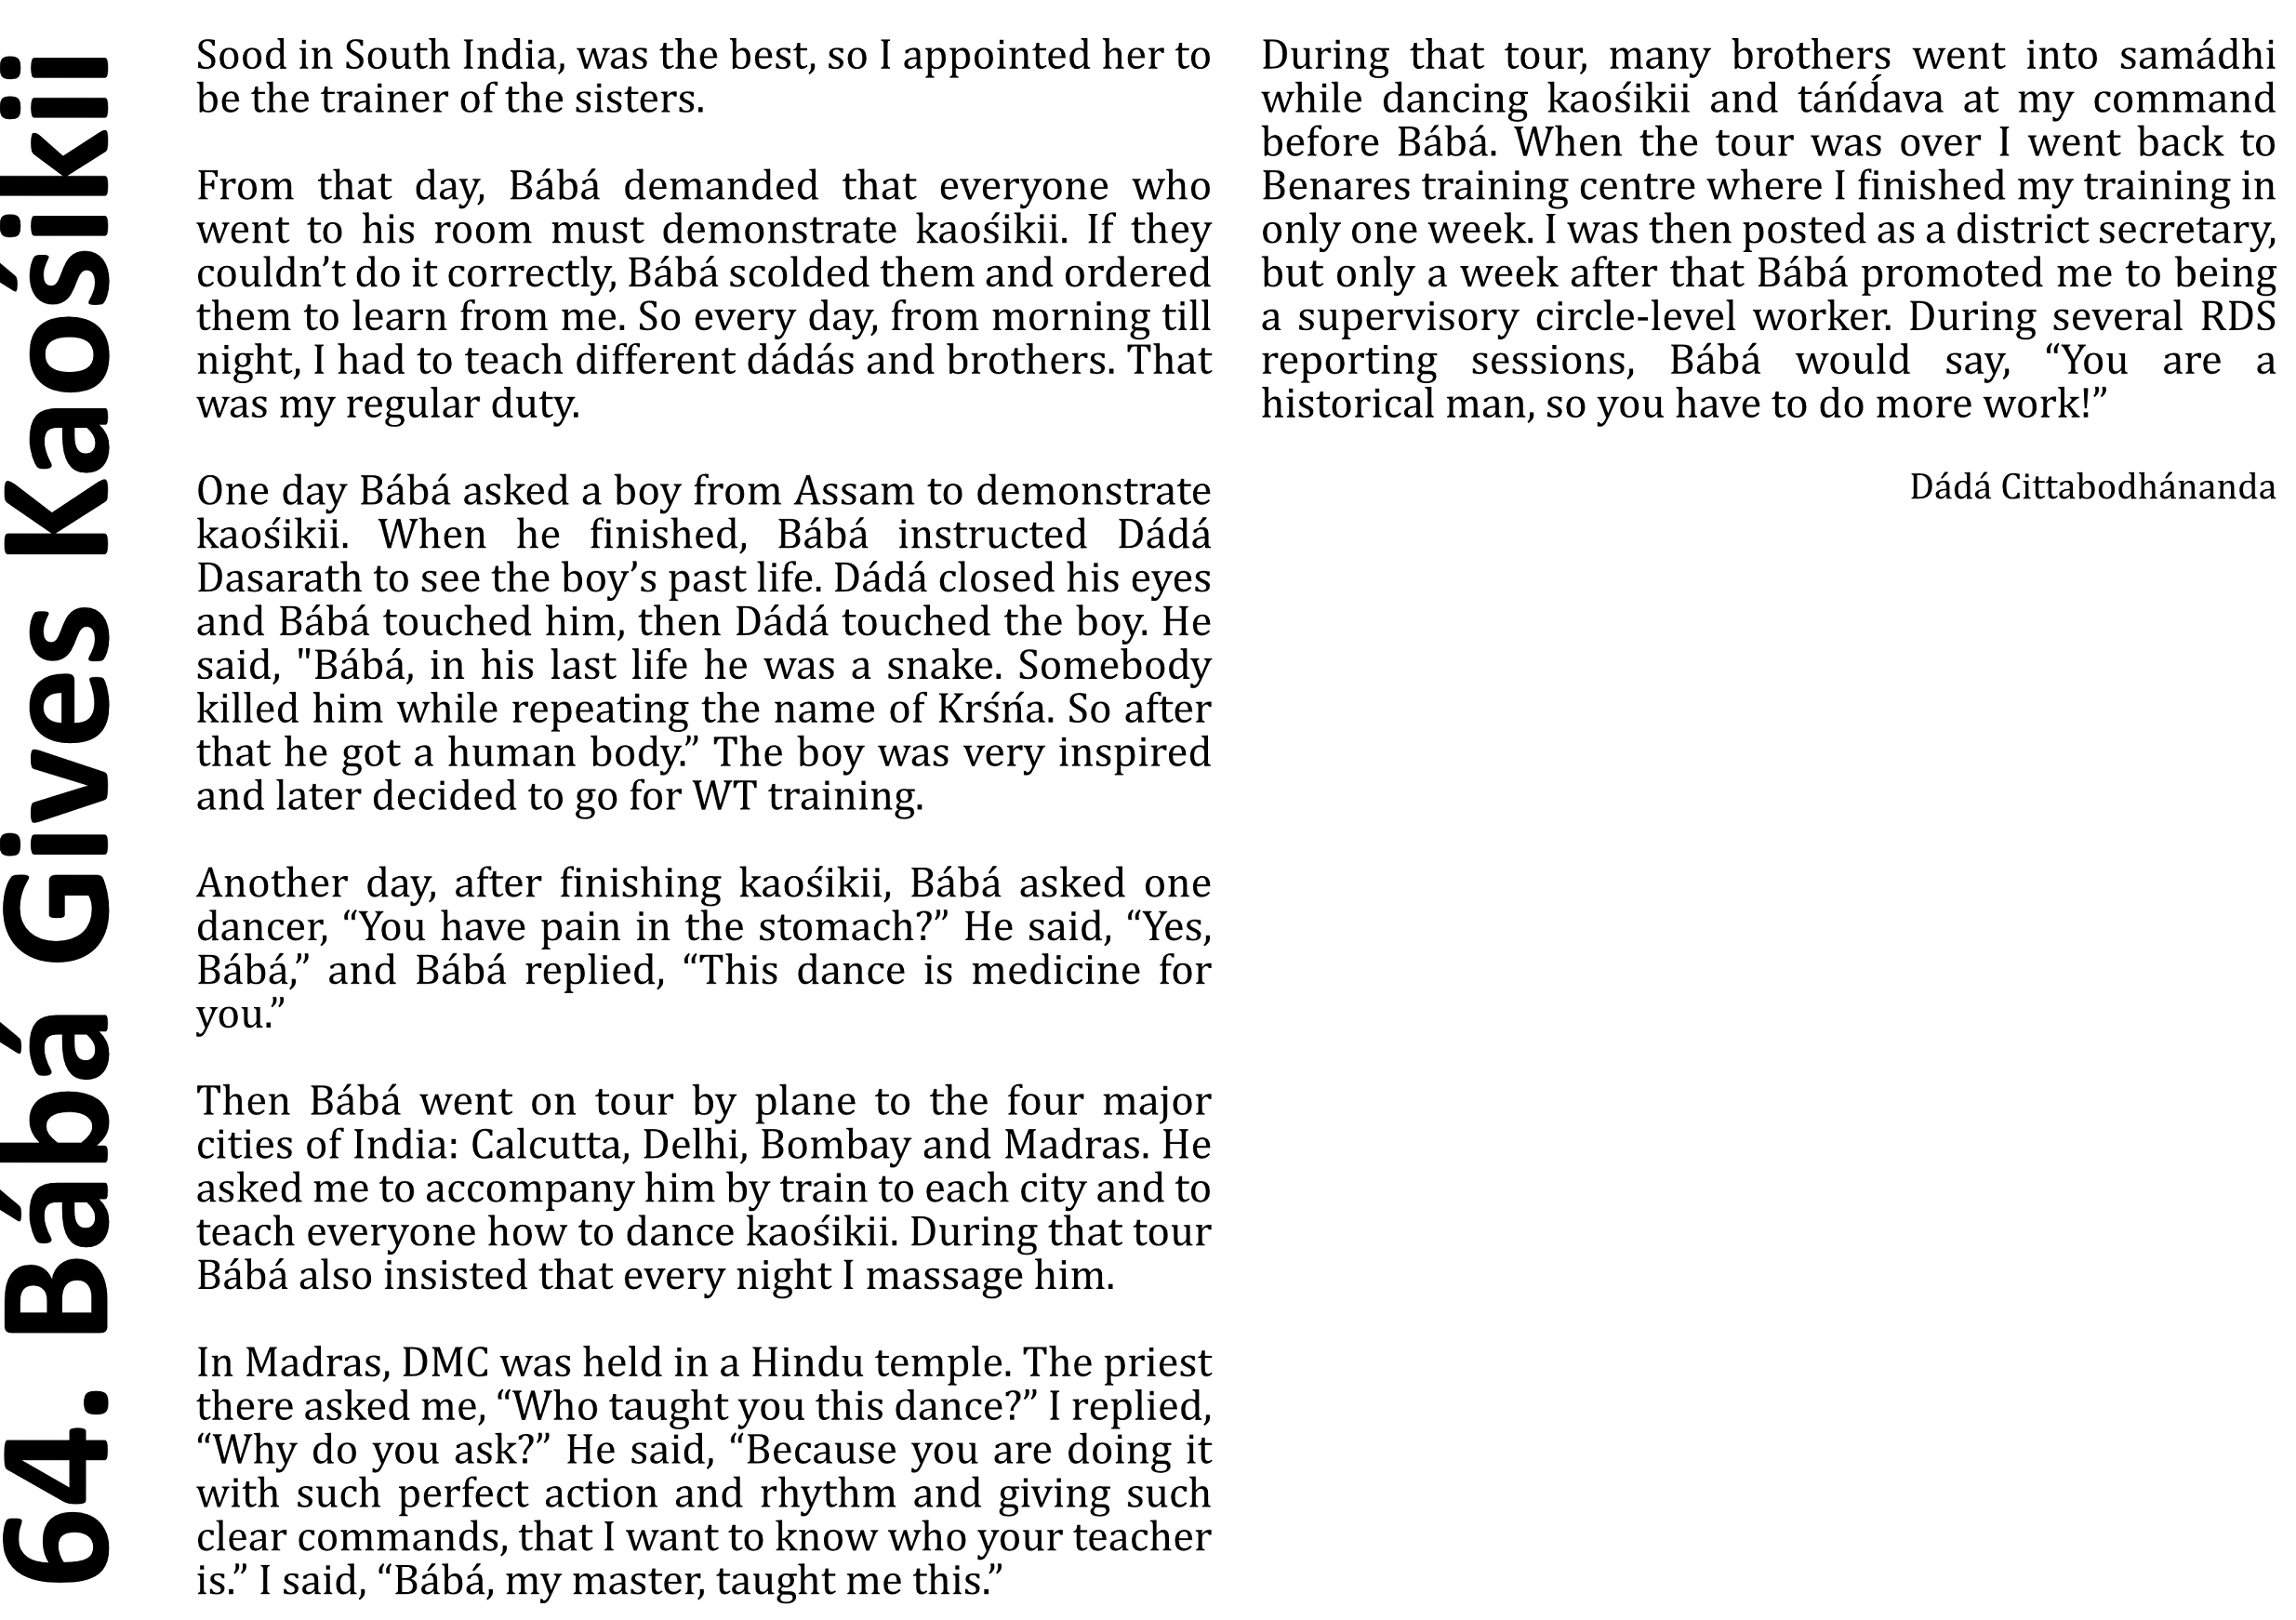 64. Bábá Gives Kaośikii
Sood in South India, was the best, so I appointed her to
be the trainer of the sisters.
From that day, Bábá demanded that everyone who
went to his room must demonstrate kaośikii. If they
couldn’t do it correctly, Bábá scolded them and ordered
them to learn from me. So every day, from morning till
night, I had to teach different dádás and brothers. That
was my regular duty.
One day Bábá asked a boy from Assam to demonstrate
kaośikii. When he finished, Bábá instructed Dádá
Dasarath to see the boy’s past life. Dádá closed his eyes
and Bábá touched him, then Dádá touched the boy. He
said, "Bábá, in his last life he was a snake. Somebody
killed him while repeating the name of Krśńa. So after
that he got a human body.” The boy was very inspired
and later decided to go for WT training.
Another day, after finishing kaośikii, Bábá asked one
dancer, “You have pain in the stomach?” He said, “Yes,
Bábá,” and Bábá replied, “This dance is medicine for
you.”
Then Bábá went on tour by plane to the four major
cities of India: Calcutta, Delhi, Bombay and Madras. He
asked me to accompany him by train to each city and to
teach everyone how to dance kaośikii. During that tour
Bábá also insisted that every night I massage him.
In Madras, DMC was held in a Hindu temple. The priest
there asked me, “Who taught you this dance?” I replied,
“Why do you ask?” He said, “Because you are doing it
with such perfect action and rhythm and giving such
clear commands, that I want to know who your teacher
is.” I said, “Bábá, my master, taught me this.”
During that tour, many brothers went into samádhi
while dancing kaośikii and táńd́ava at my command
before Bábá. When the tour was over I went back to
Benares training centre where I finished my training in
only one week. I was then posted as a district secretary,
but only a week after that Bábá promoted me to being
a supervisory circle-level worker. During several RDS
reporting sessions, Bábá would say, “You are a
historical man, so you have to do more work!”
Dádá Cittabodhánanda